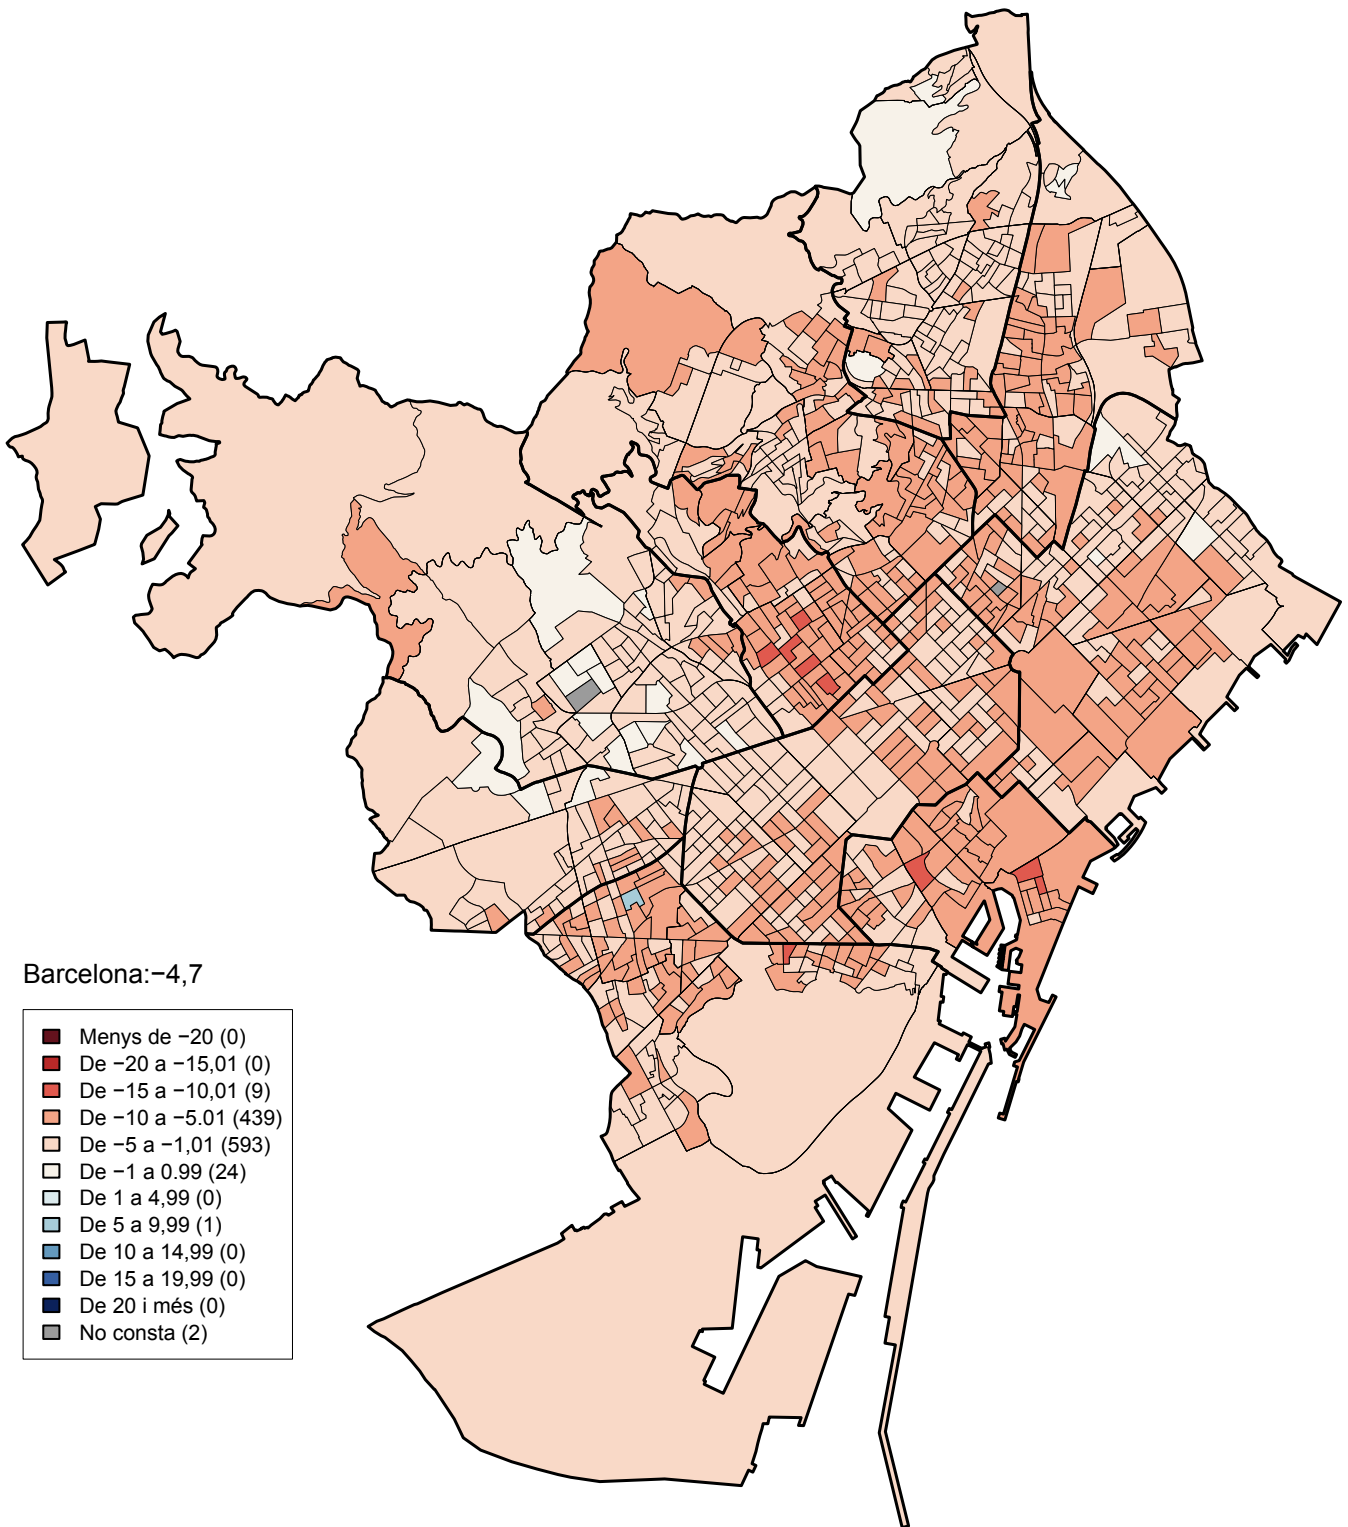 Barcelona:−4,7
Menys de −20 (0)
De −20 a −15,01 (0)
De −15 a −10,01 (9)
De −10 a −5.01 (439)
De −5 a −1,01 (593)
De −1 a 0.99 (24)
De 1 a 4,99 (0)
De 5 a 9,99 (1)
De 10 a 14,99 (0)
De 15 a 19,99 (0)
De 20 i més (0)
No consta (2)